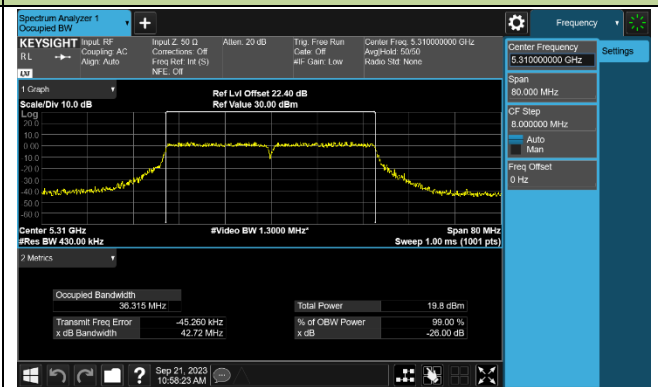 Spectrum Analyzer 1
Occupied BW
+
Frequency
KEYSIGHT
RL
LXI
Input: RF
Coupling: AC
Align: Auto
Input Z: 50 Ω
Corrections: Off
Freq Ref: Int (S)
NFE: Off
Atten: 20 dB
Trig: Free Run
Gate: Off
#IF Gain: Low
Center Freq: 5.310000000 GHz
Avg|Hold: 50/50
Radio Std: None
Center Frequency
5.310000000 GHz
Settings
Span
80.000 MHz
CF Step
8.000000 MHz
Auto
Man
Freq Offset
0 Hz
1 Graph
Scale/Div 10.0 dB
Ref Lvl Offset 22.40 dB
Ref Value 30.00 dBm
Log
20.0
10.0
0.00
-10.0
-20.0
-30.0
-40.0
-50.0
-60.0
Center 5.31 GHz
#Res BW 430.00 kHz
#Video BW 1.3000 MHz*
Span 80 MHz
Sweep 1.00 ms (1001 pts)
2 Metrics
Occupied Bandwidth
36.315 MHz
Total Power 19.8 dBm
Transmit Freq Error -45.260 kHz
% of OBW Power 99.00 %
x dB Bandwidth 42.72 MHz
x dB -26.00 dB
?
Sep 21, 2023
10:58:23 AM